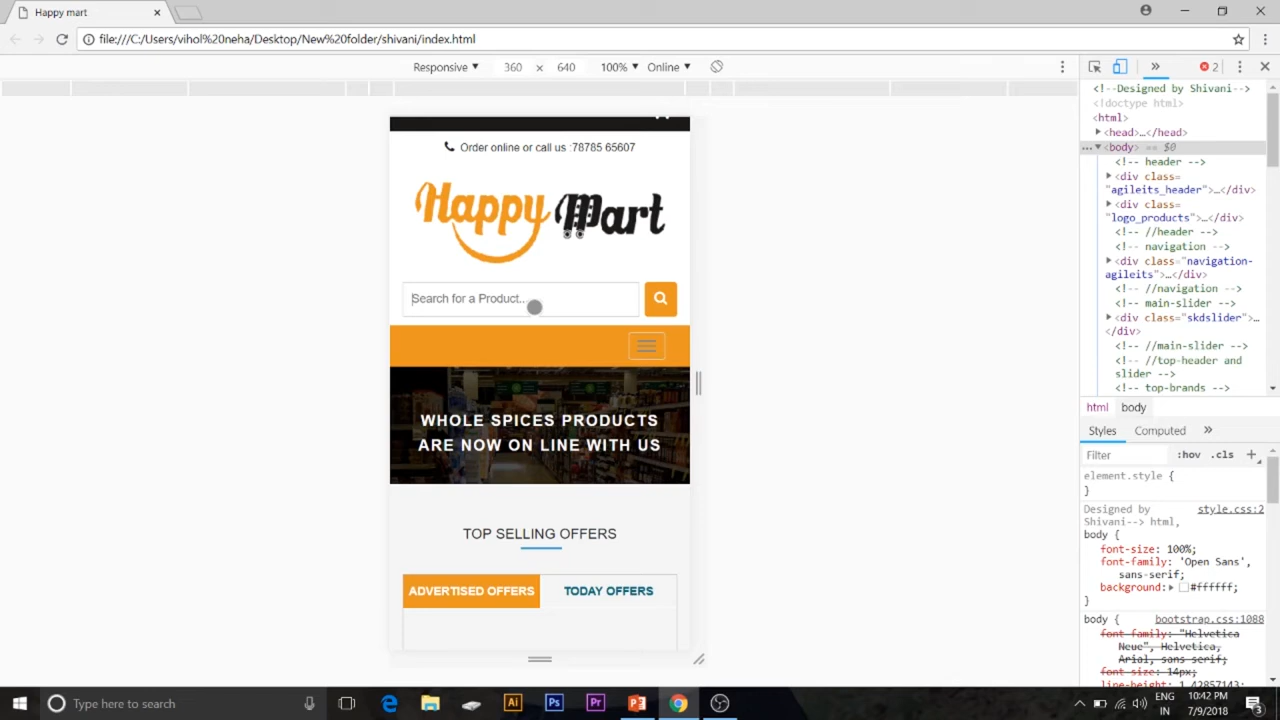 Happy mart
file:///C:/Users/vihol%20neha/Desktop/New%20folder/shivani/index.html
Responsive ▼ 360 × 640 100% ▼ Online ▼
2
Order online or call us :78785 65607
Happy Mart
Search for a Product...
WHOLE SPICES PRODUCTS
ARE NOW ON LINE WITH US
TOP SELLING OFFERS
ADVERTISED OFFERS TODAY OFFERS
<!--Designed by Shivani-->
<!doctype html>
<html>
<head>…</head>
<body> == $0
<!-- header -->
<div class=
"agileits_header">…</div>
<div class=
"logo_products">…</div>
<!-- //header -->
<!-- navigation -->
<div class="navigation-
agileits">…</div>
<!-- //navigation -->
<!-- main-slider -->
<div class="skdslider">…
</div>
<!-- //main-slider -->
<!-- //top-header and
slider -->
<!-- top-brands -->
html body
Styles Computed
Filter :hov .cls +
element.style {
}
Designed by style.css:2
Shivani--> html,
body {
font-size: 100%;
font-family: 'Open Sans',
sans-serif;
background: #ffffff;
}
body { bootstrap.css:1088
font-family: "Helvetica
Neue", Helvetica,
Arial, sans-serif;
font-size: 14px;
line-height: 1.42857143;
Type here to search
ENG
IN
10:42 PM
7/9/2018
3